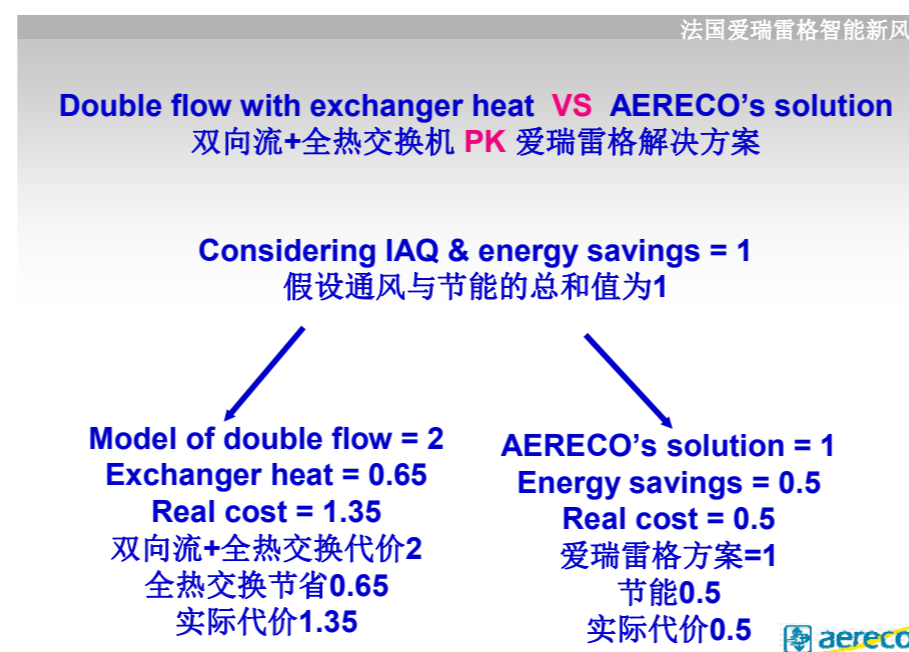 法国爱瑞雷格智能新风
Double flow with exchanger heat VS AERECO's solution
双向流+全热交换机 PK 爱瑞雷格解决方案
Considering IAQ & energy savings = 1
假设通风与节能的总和值为1
Model of double flow = 2
Exchanger heat = 0.65
Real cost = 1.35
双向流+全热交换代价2
全热交换节省0.65
实际代价1.35
AERECO's solution = 1
Energy savings = 0.5
Real cost = 0.5
爱瑞雷格方案=1
节能0.5
实际代价0.5
aereco